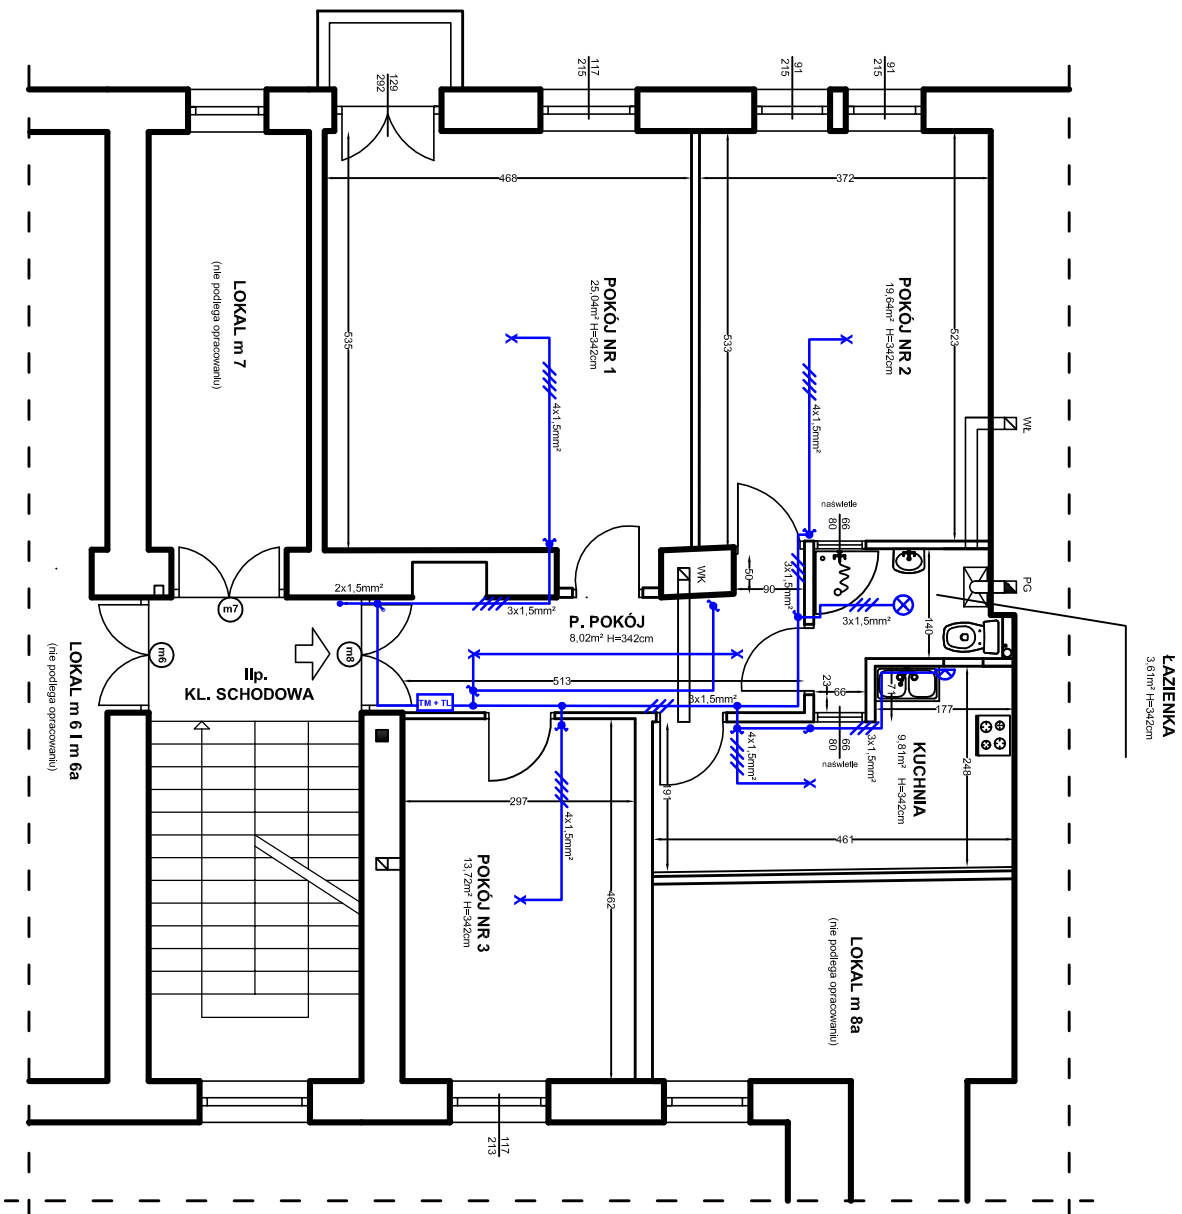 129
292
117
215
91
215
91
215
468
372
535
533
523
LOKAL m 7
(nie podlega opracowaniu)
POKÓJ NR 1
25,04m² H=342cm
POKÓJ NR 2
19,64m² H=342cm
4x1,5mm²
4x1,5mm²
WŁ
PG
naświetle
66
80
WK
50
90
3x1,5mm²
3x1,5mm²
140
2x1,5mm²
3x1,5mm²
m7
m6
m8
P. POKÓJ
8,02m² H=342cm
IIp.
KL. SCHODOWA
LOKAL m 6 I m 6a
(nie podlega opracowaniu)
ŁAZIENKA
3,61m² H=342cm
513
TM + TL
3x1,5mm²
23
66
71
177
66
80
naświetle
3x1,5mm²
4x1,5mm²
KUCHNIA
9,81m² H=342cm
248
191
461
297
4x1,5mm²
462
POKÓJ NR 3
13,72m² H=342cm
LOKAL m 8a
(nie podlega opracowaniu)
117
213